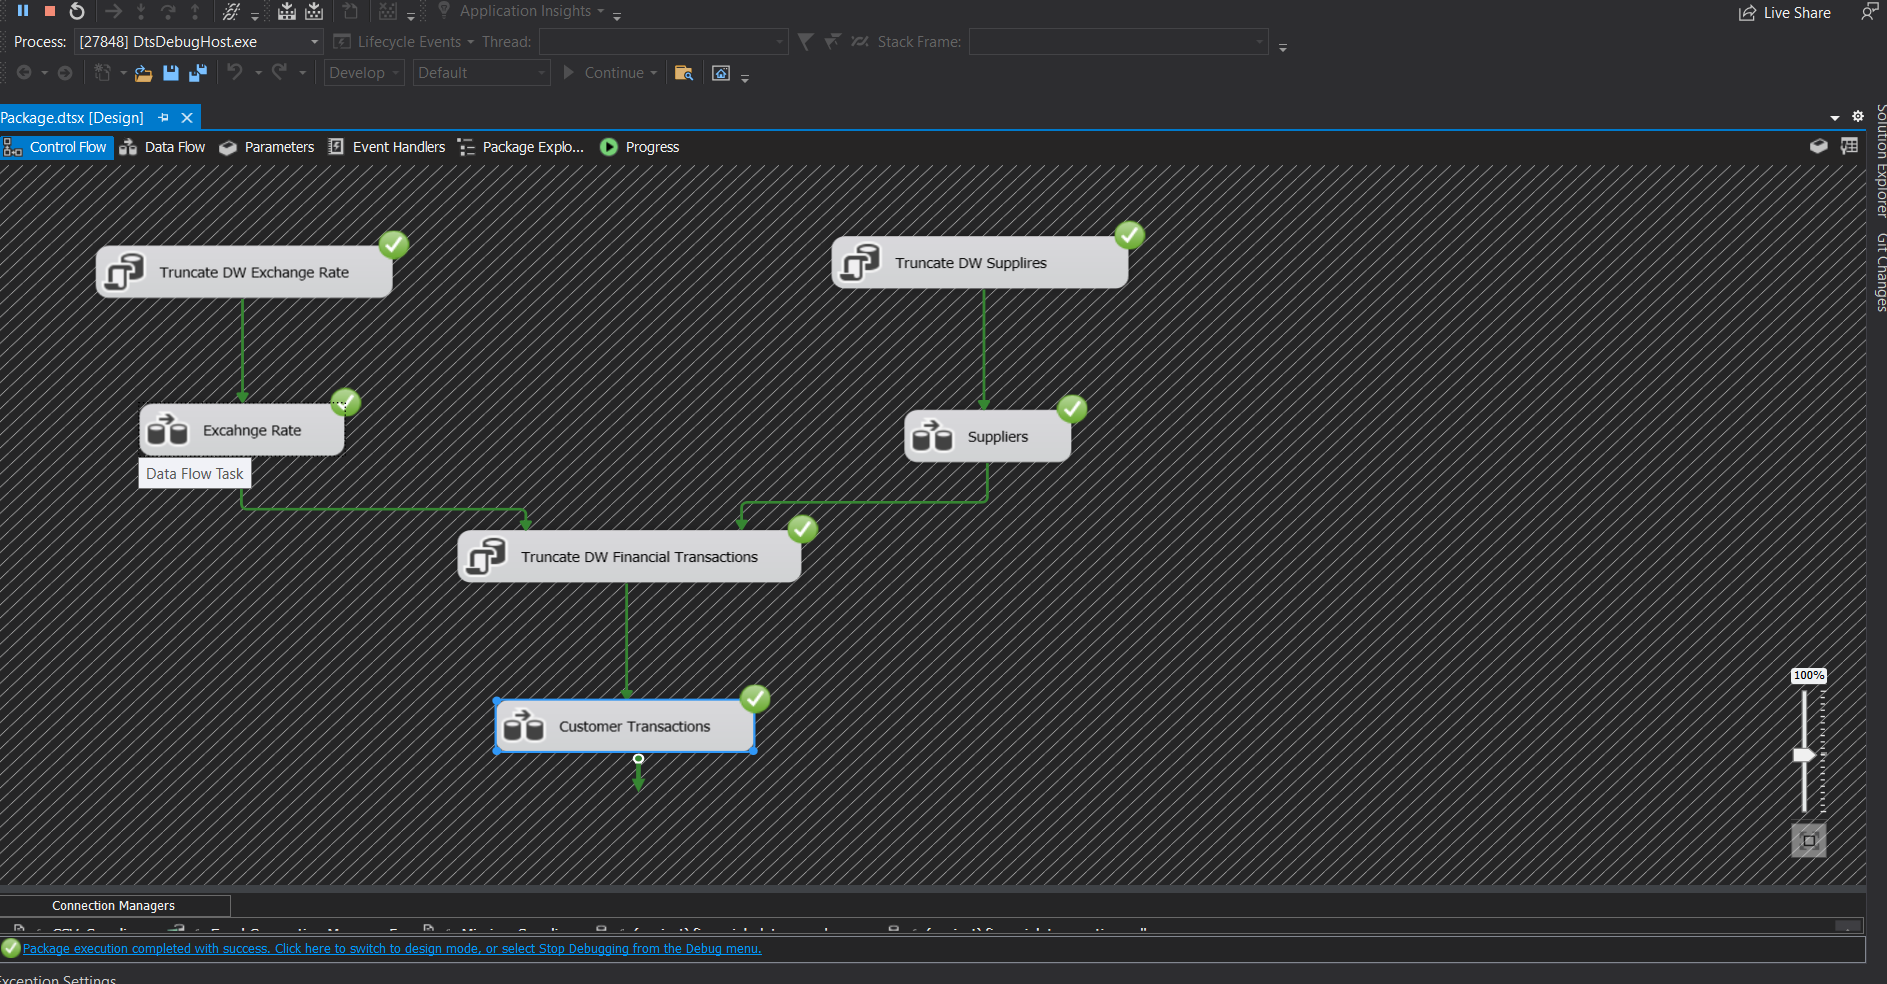 Application Insights
Live Share
Process: [27848] DtsDebugHost.exe Lifecycle Events Thread: Stack Frame:
Develop Default Continue
Package.dtsx [Design]
Control Flow Data Flow Parameters Event Handlers Package Explo... Progress
Solution Explorer
Git Changes
Truncate DW Exchange Rate
Truncate DW Supplires
Excahnge Rate
Suppliers
Data Flow Task
Truncate DW Financial Transactions
100%
Customer Transactions
Connection Managers
Package execution completed with success. Click here to switch to design mode, or select Stop Debugging from the Debug menu.
Exception Settings